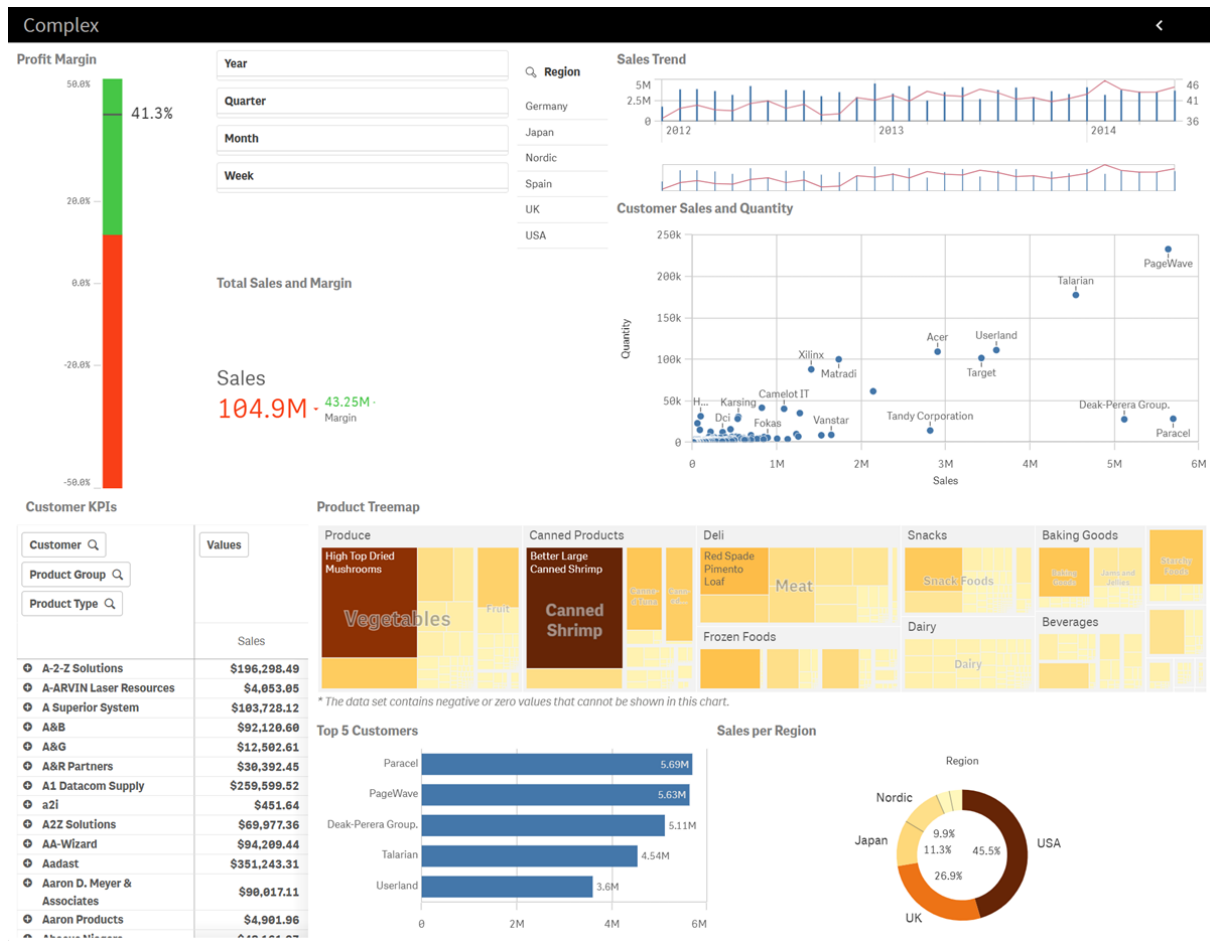 Complex
Profit Margin
50.0%
41.3%
20.0%
0.0%
-20.0%
-50.0%
Year
Quarter
Month
Week
Region
Germany
Japan
Nordic
Spain
UK
USA
Total Sales and Margin
Sales
104.9M
43.25M
Margin
Sales Trend
5M
2.5M
0
46
41
36
2012
2013
2014
Customer Sales and Quantity
250k
200k
150k
100k
50k
0
Quantity
PageWave
Talarian
Acer
Userland
Xilinx
Matradi
Target
H...
Karsing
Camelot IT
Dci
Fokas
Vanstar
Tandy Corporation
Deak-Perera Group.
Paracel
0
1M
2M
3M
4M
5M
6M
Sales
Customer KPIs
Customer
Product Group
Product Type
Values
Sales
A-2-Z Solutions $196,298.49
A-ARVIN Laser Resources $4,053.05
A Superior System $103,728.12
A&B $92,120.60
A&G $12,502.61
A&R Partners $30,392.45
A1 Datacom Supply $259,599.52
a2i $451.64
A2Z Solutions $69,977.36
AA-Wizard $94,209.44
Aadast $351,243.31
Aaron D. Meyer &
Associates $90,017.11
Aaron Products $4,901.96
Product Treemap
Produce
High Top Dried
Mushrooms
Vegetables
Fruit
Canned Products
Better Large
Canned Shrimp
Canned
Shrimp
Deli
Red Spade
Pimento
Loaf
Meat
Frozen Foods
Snacks
Snack Foods
Dairy
Dairy
Baking Goods
Baking
Goods
Jams and
Jellies
Beverages
Starchy
Foods
* The data set contains negative or zero values that cannot be shown in this chart.
Top 5 Customers
Paracel 5.69M
PageWave 5.63M
Deak-Perera Group. 5.11M
Talarian 4.54M
Userland 3.6M
0
2M
4M
6M
Sales per Region
Region
Nordic
Japan
UK
USA
9.9%
11.3%
45.5%
26.9%